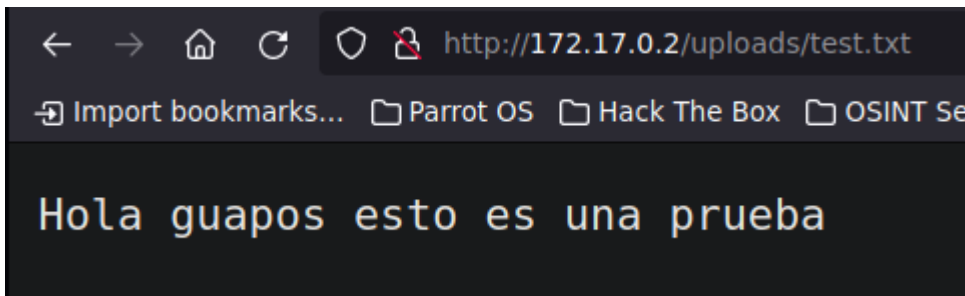 http://172.17.0.2/uploads/test.txt
Import bookmarks... Parrot OS Hack The Box OSINT Se
Hola guapos esto es una prueba